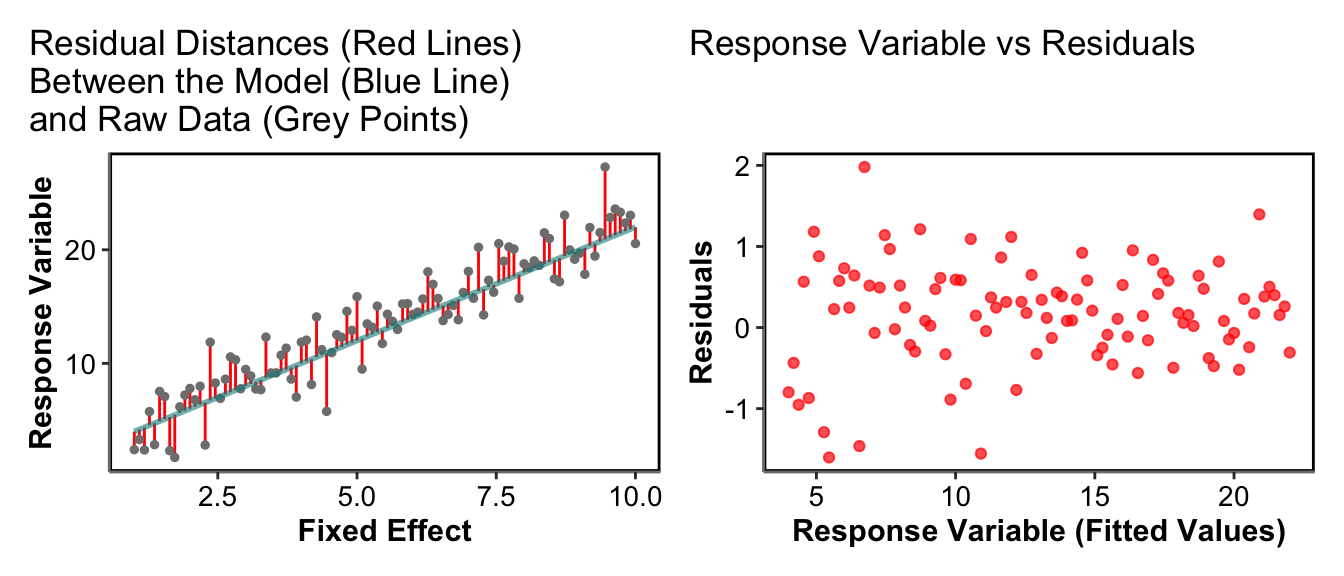 Residual Distances (Red Lines)
Between the Model (Blue Line)
and Raw Data (Grey Points)
Response Variable
20
10
2.5 5.0 7.5 10.0
Fixed Effect
Response Variable vs Residuals
Residuals
2
1
0
-1
5 10 15 20
Response Variable (Fitted Values)